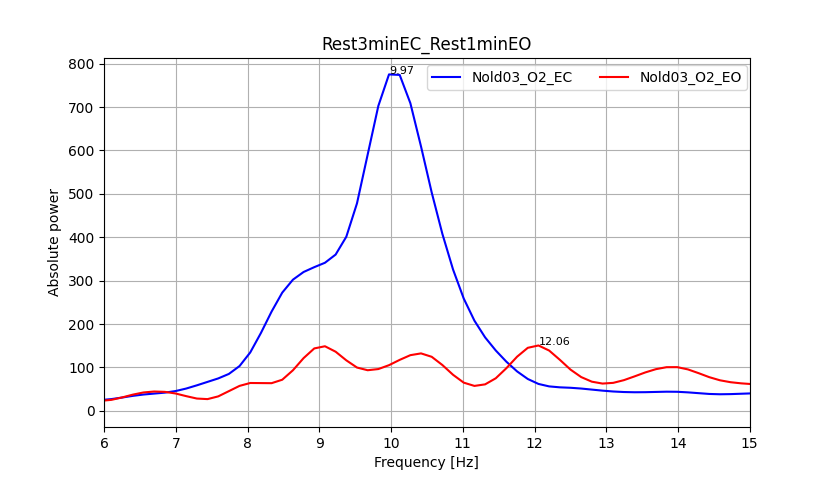 Rest3minEC_Rest1minEO
800
700
600
500
400
300
200
100
0
Absolute power
9.97
Nold03_O2_EC
Nold03_O2_EO
12.06
6 7 8 9 10 11 12 13 14 15
Frequency [Hz]